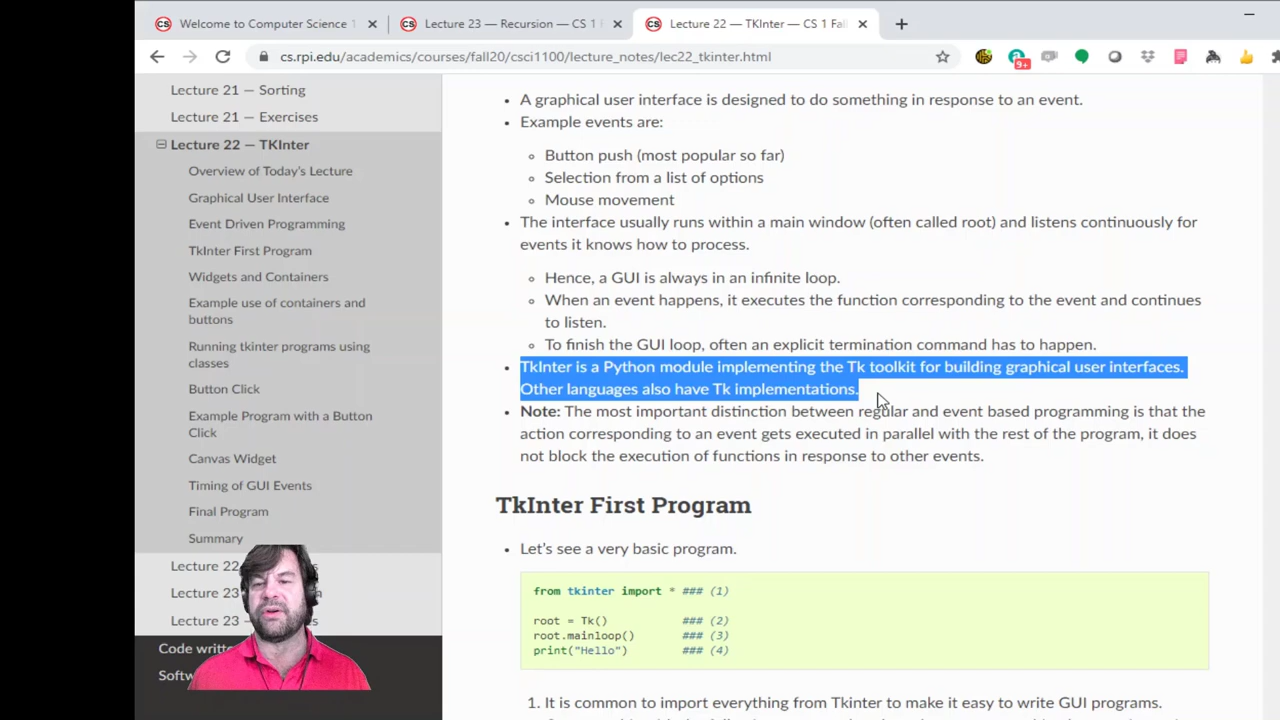 Welcome to Computer Science 1
Lecture 23 — Recursion — CS 1 F
Lecture 22 — TKInter — CS 1 Fall
cs.rpi.edu/academics/courses/fall20/csci1100/lecture_notes/lec22_tkinter.html
9+
Lecture 21 — Sorting
Lecture 21 — Exercises
Lecture 22 — TKInter
Overview of Today's Lecture
Graphical User Interface
Event Driven Programming
TkInter First Program
Widgets and Containers
Example use of containers and
buttons
Running tkinter programs using
classes
Button Click
Example Program with a Button
Click
Canvas Widget
Timing of GUI Events
Final Program
Summary
Lecture 22
Lecture 23
Lecture 23
Code writt
Softw
A graphical user interface is designed to do something in response to an event.
Example events are:
Button push (most popular so far)
Selection from a list of options
Mouse movement
The interface usually runs within a main window (often called root) and listens continuously for
events it knows how to process.
Hence, a GUI is always in an infinite loop.
When an event happens, it executes the function corresponding to the event and continues
to listen.
To finish the GUI loop, often an explicit termination command has to happen.
TkInter is a Python module implementing the Tk toolkit for building graphical user interfaces.
Other languages also have Tk implementations.
Note: The most important distinction between regular and event based programming is that the
action corresponding to an event gets executed in parallel with the rest of the program, it does
not block the execution of functions in response to other events.
TkInter First Program
Let's see a very basic program.
from tkinter import * ### (1)
root = Tk() ### (2)
root.mainloop() ### (3)
print("Hello") ### (4)
1. It is common to import everything from Tkinter to make it easy to write GUI programs.